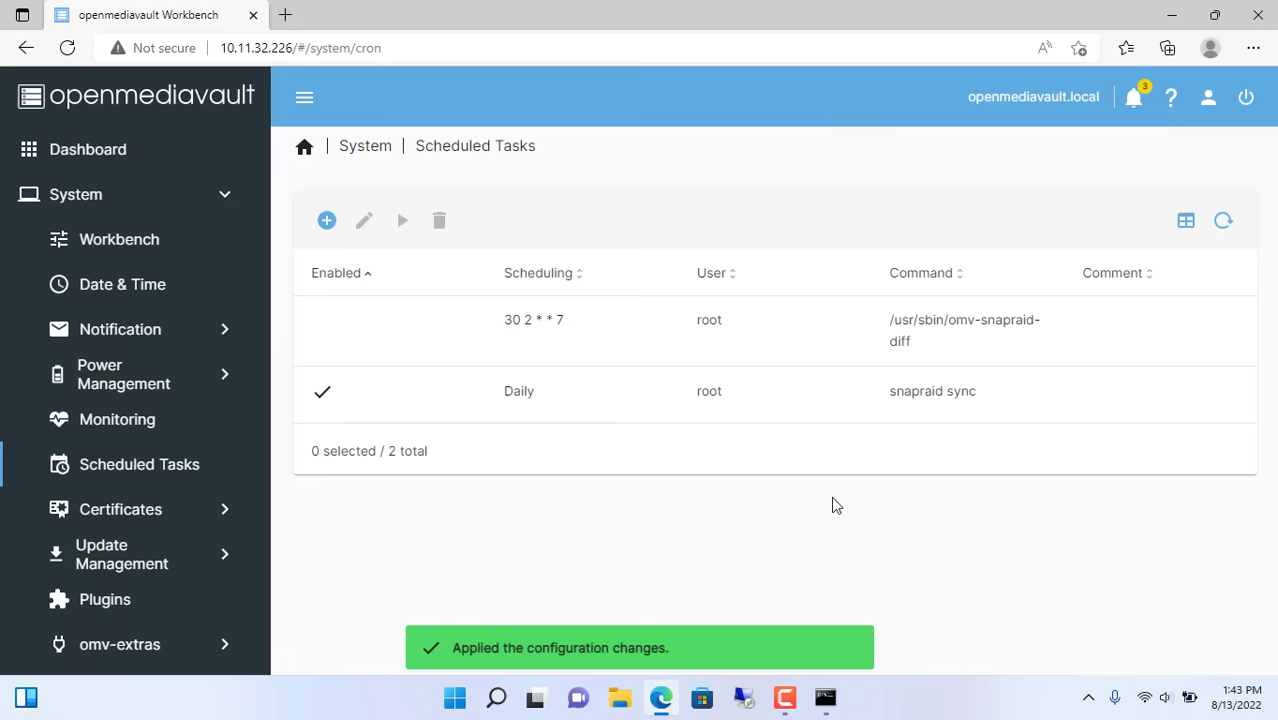 openmediavault Workbench
Not secure
10.11.32.226/#/system/cron
openmediavault
openmediavault.local
3
Dashboard
System
Workbench
Date & Time
Notification
Power
Management
Monitoring
Scheduled Tasks
Certificates
Update
Management
Plugins
omv-extras
System
Scheduled Tasks
Enabled
Scheduling
User
Command
Comment
30 2 * * 7
root
/usr/sbin/omv-snapraid-
diff
Daily
root
snapraid sync
0 selected / 2 total
Applied the configuration changes.
1:43 PM
8/13/2022